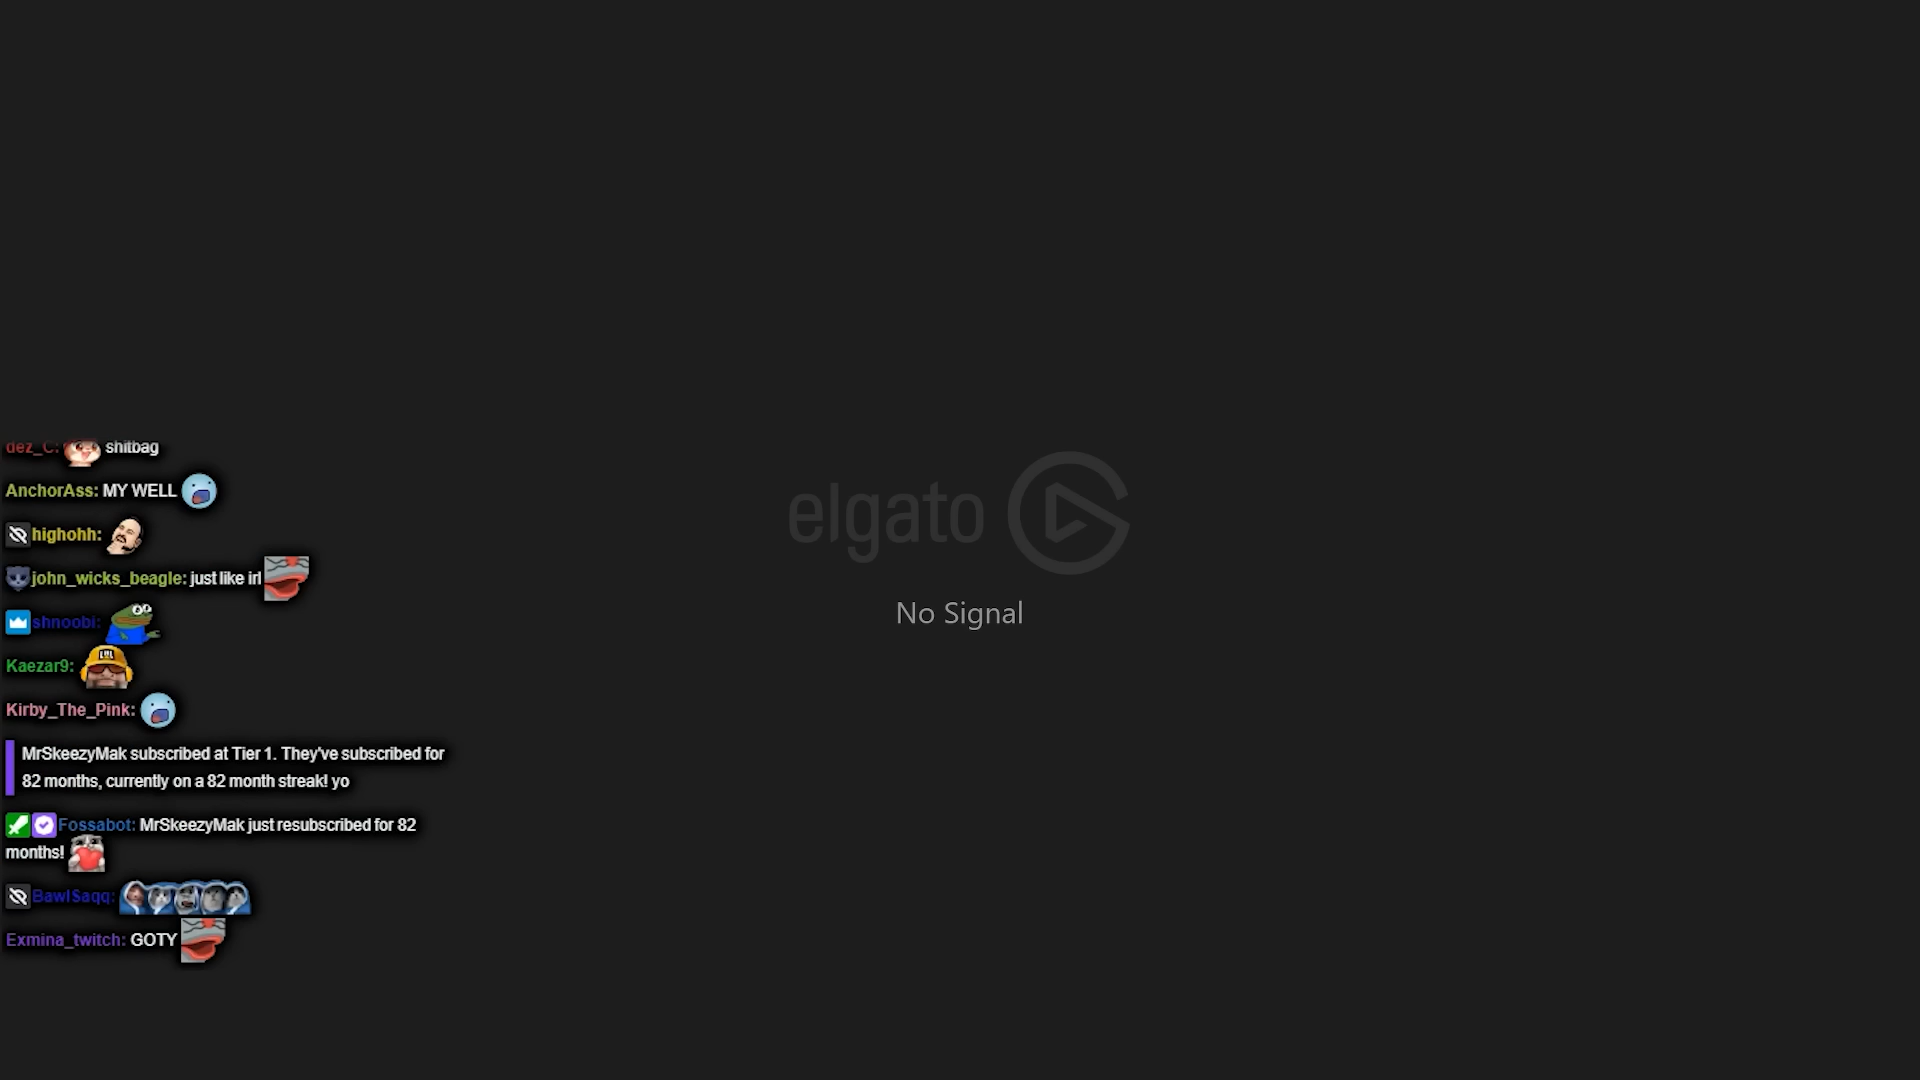 dez_C: shitbag
AnchorAss: MY WELL
highohh:
john_wicks_beagle: just like irl
shnoobi:
Kaezar9:
Kirby_The_Pink:
MrSkeezyMak subscribed at Tier 1. They've subscribed for
82 months, currently on a 82 month streak! yo
Fossabot: MrSkeezyMak just resubscribed for 82
months!
BawlSaqq:
Exmina_twitch: GOTY
elgato
No Signal